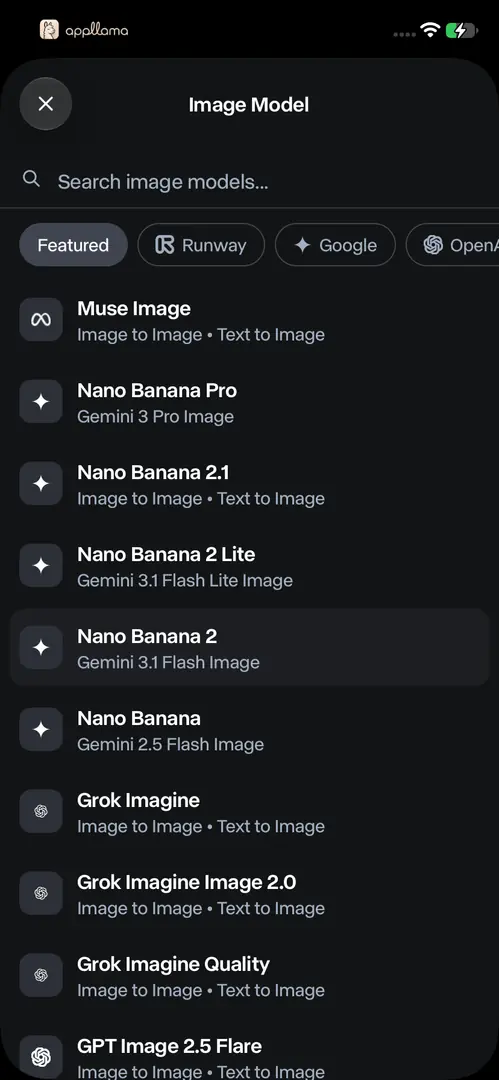 appllama
Image Model
Search image models...
Featured
Runway
Google
OpenA
Muse Image
Image to Image • Text to Image
Nano Banana Pro
Gemini 3 Pro Image
Nano Banana 2.1
Image to Image • Text to Image
Nano Banana 2 Lite
Gemini 3.1 Flash Lite Image
Nano Banana 2
Gemini 3.1 Flash Image
Nano Banana
Gemini 2.5 Flash Image
Grok Imagine
Image to Image • Text to Image
Grok Imagine Image 2.0
Image to Image • Text to Image
Grok Imagine Quality
Image to Image • Text to Image
GPT Image 2.5 Flare
Image to Image • Text to Image